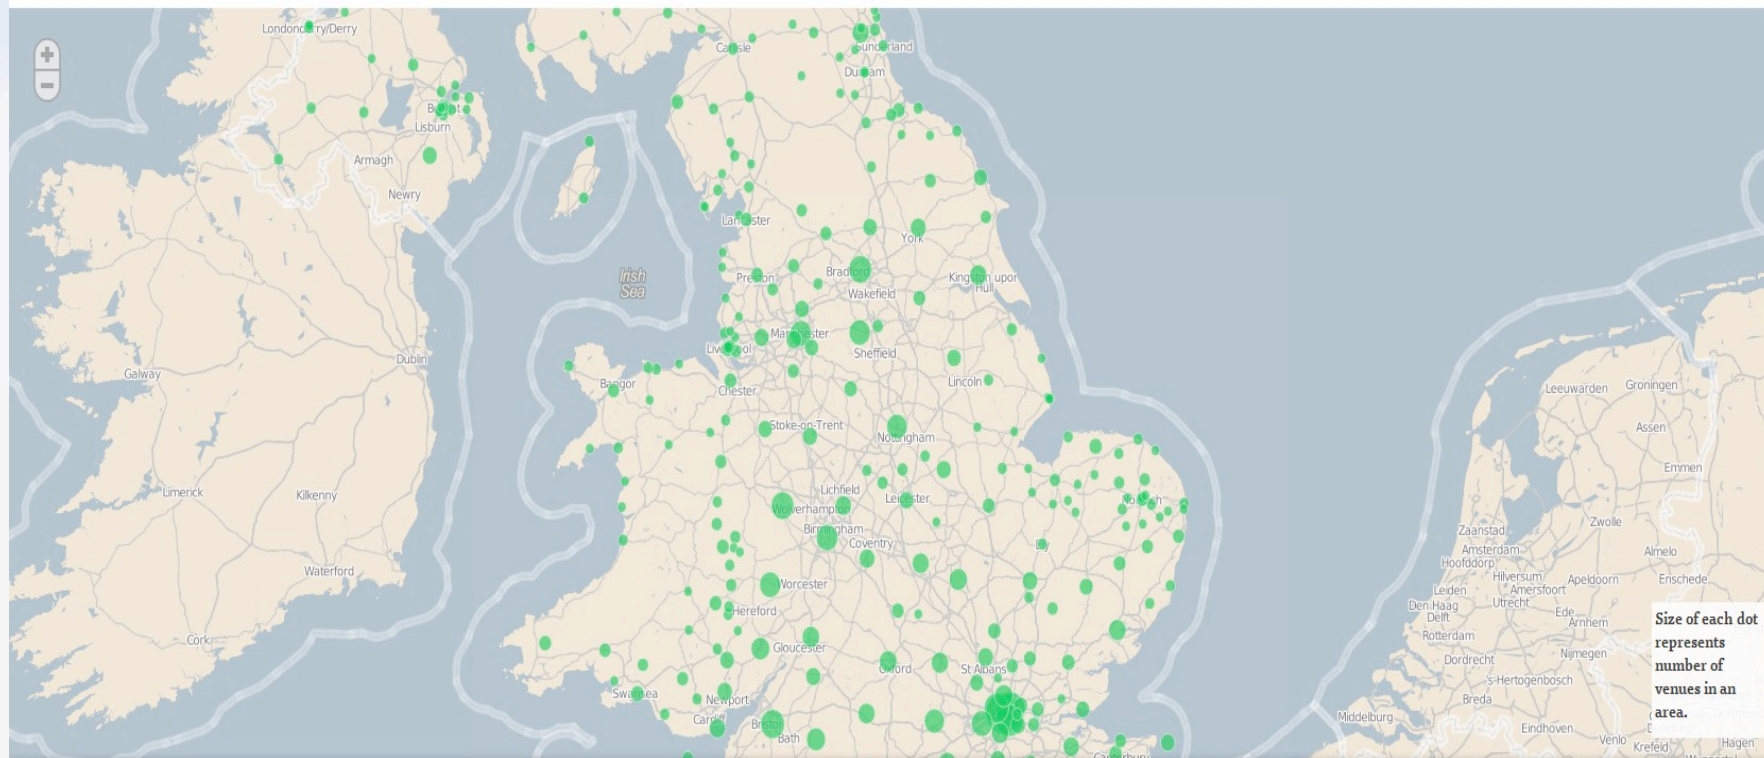 Londonderry/Derry
Carlisle
Sunderland
Durham
Belfast
Lisburn
Armagh
Newry
Lancaster
York
Irish
Sea
Preston
Bradford
Kingston upon
Hull
Wakefield
Manchester
Liverpool
Sheffield
Dublin
Galway
Bangor
Chester
Lincoln
Leeuwarden
Groningen
Stoke-on-Trent
Nottingham
Assen
Emmen
Limerick
Kilkenny
Lichfield
Leicester
Norwich
Wolverhampton
Birmingham
Coventry
Ely
Zaanstad
Zwolle
Amsterdam
Hoofddorp
Almelo
Waterford
Worcester
Hilversum
Apeldoorn
Enschede
Leiden
Amersfoort
Utrecht
Hereford
Den Haag
Delft
Ede
Arnhem
Size of each dot
represents
number of
venues in an
area.
Cork
Gloucester
Rotterdam
Oxford
St Albans
Dordrecht
Nijmegen
's-Hertogenbosch
Swansea
Newport
Breda
Cardiff
Bristol
Middelburg
Bath
Eindhoven
Venlo
Krefeld
Hagen
Canterbury